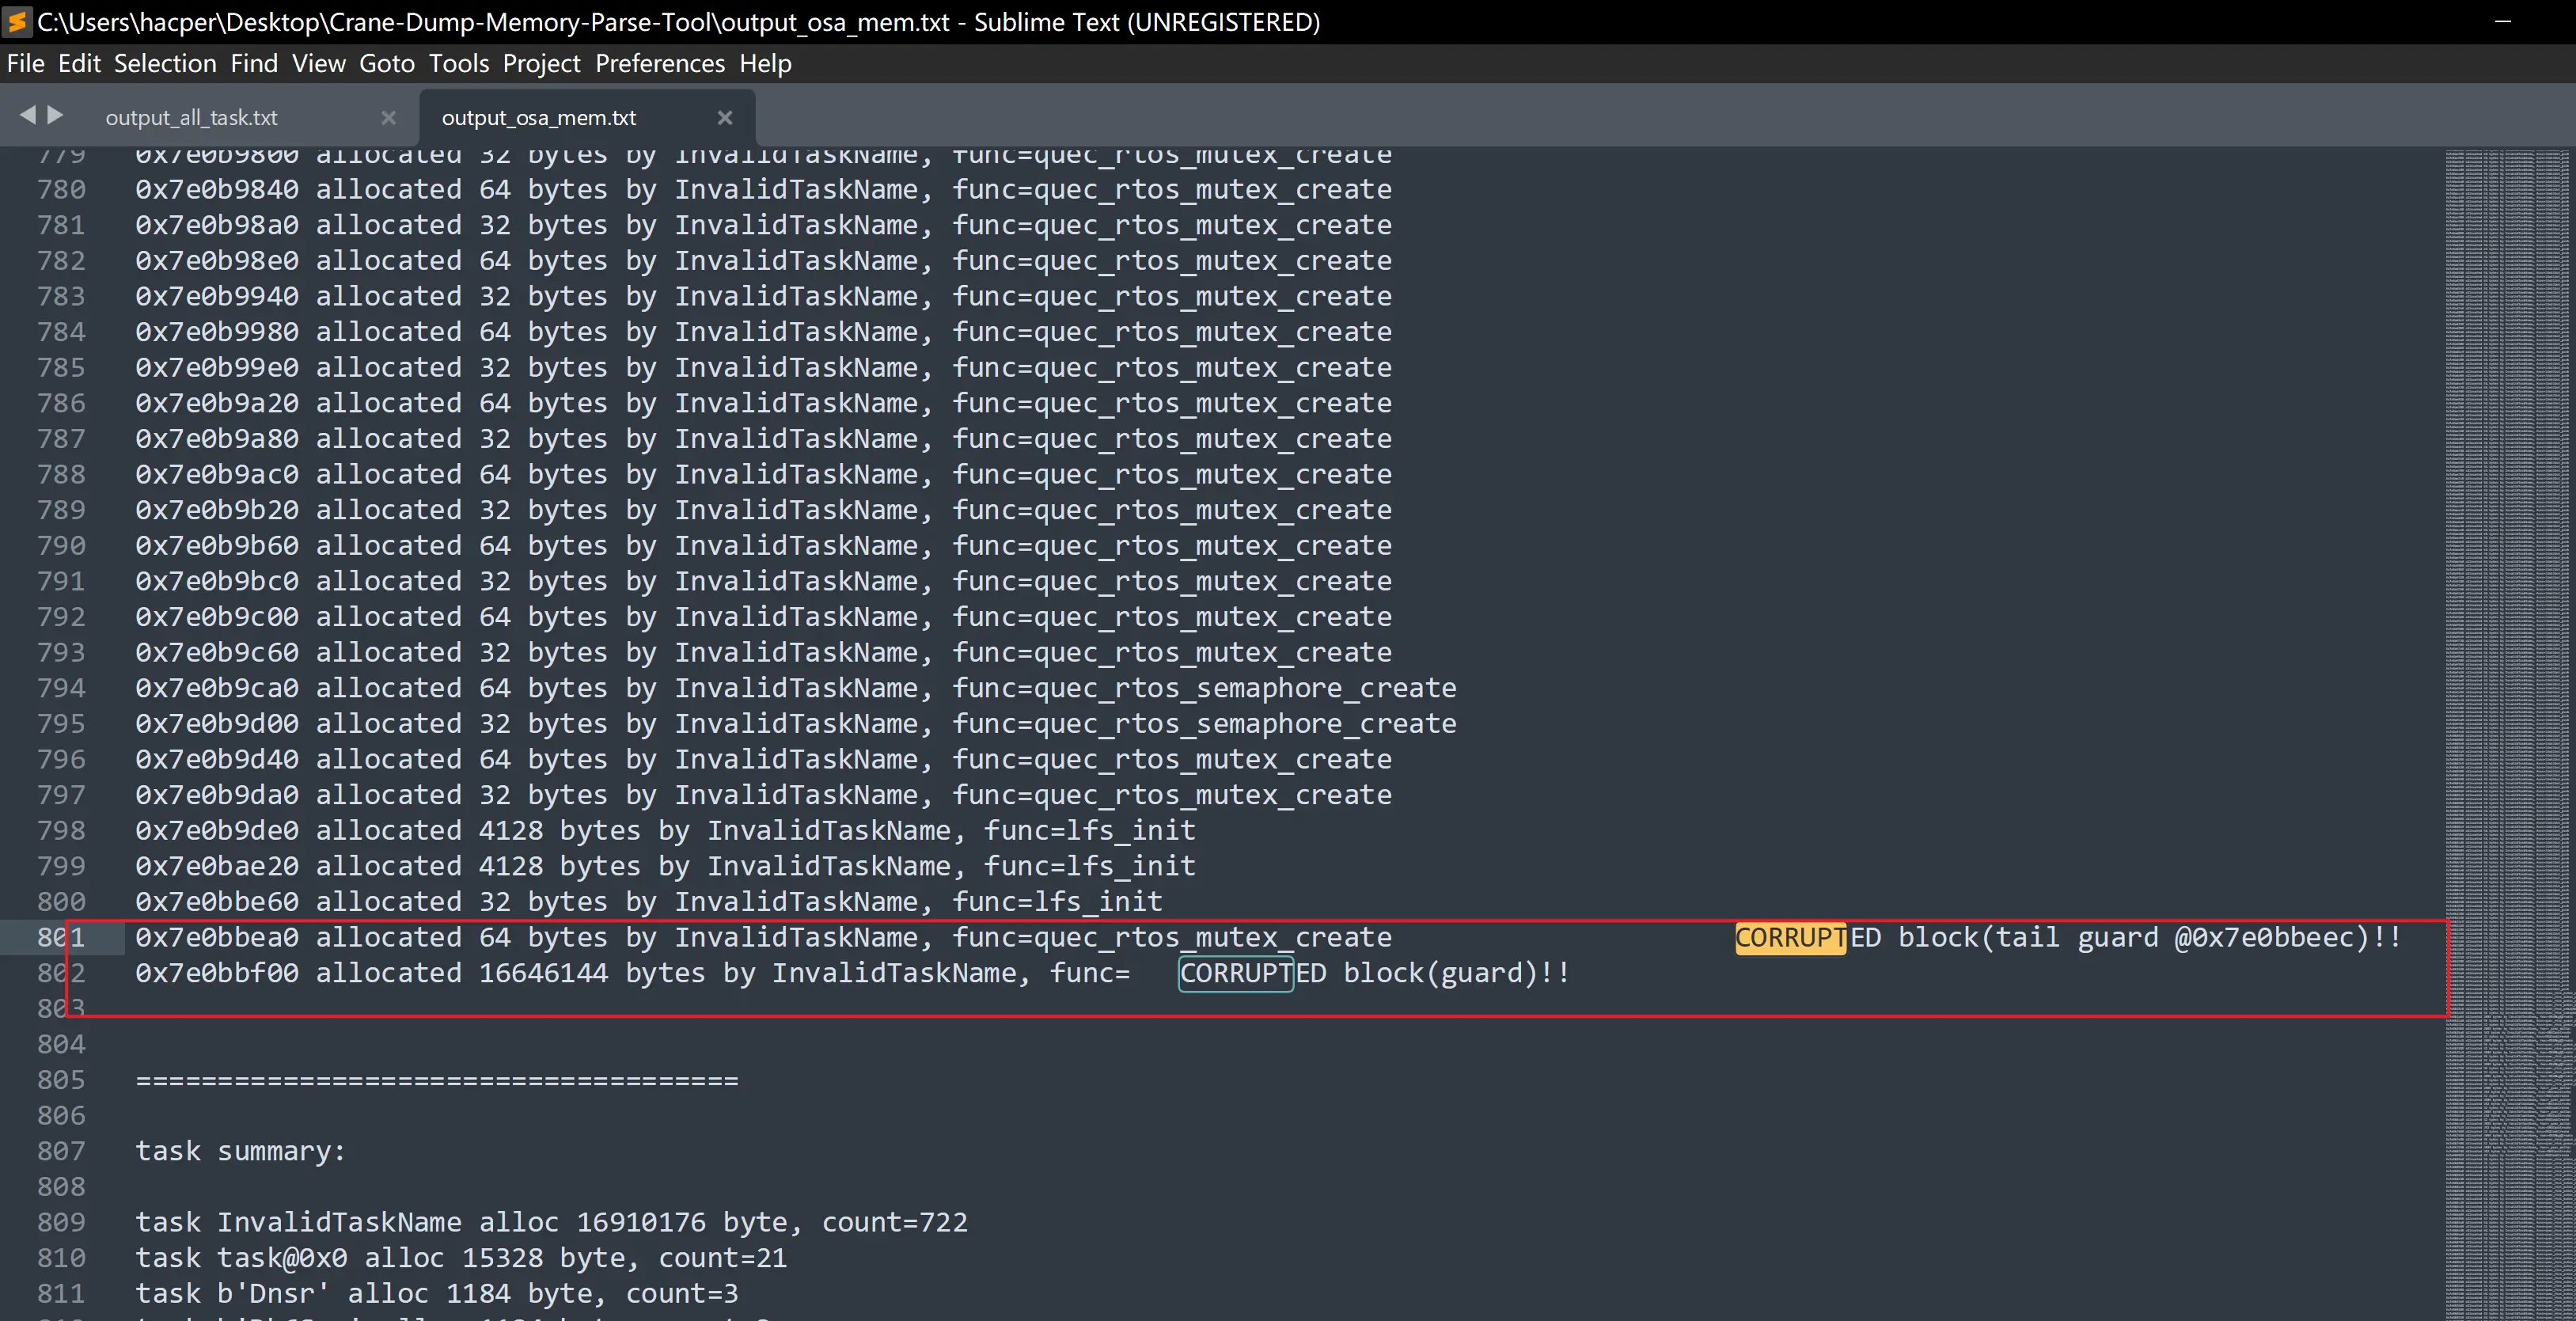 C:\Users\hacper\Desktop\Crane-Dump-Memory-Parse-Tool\output_osa_mem.txt - Sublime Text (UNREGISTERED)
File Edit Selection Find View Goto Tools Project Preferences Help
output_all_task.txt output_osa_mem.txt
779 0x7e0b9800 allocated 32 bytes by InvalidTaskName, func=quec_rtos_mutex_create
780 0x7e0b9840 allocated 64 bytes by InvalidTaskName, func=quec_rtos_mutex_create
781 0x7e0b98a0 allocated 32 bytes by InvalidTaskName, func=quec_rtos_mutex_create
782 0x7e0b98e0 allocated 64 bytes by InvalidTaskName, func=quec_rtos_mutex_create
783 0x7e0b9940 allocated 32 bytes by InvalidTaskName, func=quec_rtos_mutex_create
784 0x7e0b9980 allocated 64 bytes by InvalidTaskName, func=quec_rtos_mutex_create
785 0x7e0b99e0 allocated 32 bytes by InvalidTaskName, func=quec_rtos_mutex_create
786 0x7e0b9a20 allocated 64 bytes by InvalidTaskName, func=quec_rtos_mutex_create
787 0x7e0b9a80 allocated 32 bytes by InvalidTaskName, func=quec_rtos_mutex_create
788 0x7e0b9ac0 allocated 64 bytes by InvalidTaskName, func=quec_rtos_mutex_create
789 0x7e0b9b20 allocated 32 bytes by InvalidTaskName, func=quec_rtos_mutex_create
790 0x7e0b9b60 allocated 64 bytes by InvalidTaskName, func=quec_rtos_mutex_create
791 0x7e0b9bc0 allocated 32 bytes by InvalidTaskName, func=quec_rtos_mutex_create
792 0x7e0b9c00 allocated 64 bytes by InvalidTaskName, func=quec_rtos_mutex_create
793 0x7e0b9c60 allocated 32 bytes by InvalidTaskName, func=quec_rtos_mutex_create
794 0x7e0b9ca0 allocated 64 bytes by InvalidTaskName, func=quec_rtos_semaphore_create
795 0x7e0b9d00 allocated 32 bytes by InvalidTaskName, func=quec_rtos_semaphore_create
796 0x7e0b9d40 allocated 64 bytes by InvalidTaskName, func=quec_rtos_mutex_create
797 0x7e0b9da0 allocated 32 bytes by InvalidTaskName, func=quec_rtos_mutex_create
798 0x7e0b9de0 allocated 4128 bytes by InvalidTaskName, func=lfs_init
799 0x7e0bae20 allocated 4128 bytes by InvalidTaskName, func=lfs_init
800 0x7e0bbe60 allocated 32 bytes by InvalidTaskName, func=lfs_init
801 0x7e0bbea0 allocated 64 bytes by InvalidTaskName, func=quec_rtos_mutex_create CORRUPTED block(tail guard @0x7e0bbeec)!!
802 0x7e0bbf00 allocated 16646144 bytes by InvalidTaskName, func= CORRUPTED block(guard)!!
803
804
805 =====================================
806
807 task summary:
808
809 task InvalidTaskName alloc 16910176 byte, count=722
810 task task@0x0 alloc 15328 byte, count=21
811 task b'Dnsr' alloc 1184 byte, count=3